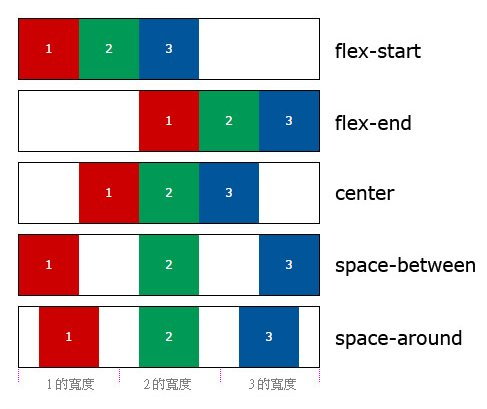 1 2 3 flex-start
1 2 3 flex-end
1 2 3 center
1 2 3 space-between
1 2 3 space-around
1的寬度 2的寬度 3的寬度